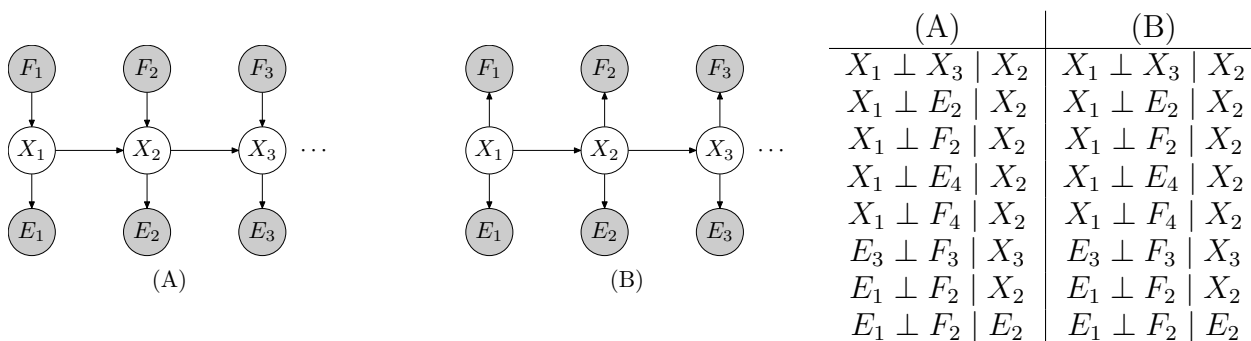 F₁ F₂ F₃
X₁ X₂ X₃ ⋯
E₁ E₂ E₃
(A)
F₁ F₂ F₃
X₁ X₂ X₃ ⋯
E₁ E₂ E₃
(B)
(A) (B)
X₁ ⊥ X₃ | X₂ X₁ ⊥ X₃ | X₂
X₁ ⊥ E₂ | X₂ X₁ ⊥ E₂ | X₂
X₁ ⊥ F₂ | X₂ X₁ ⊥ F₂ | X₂
X₁ ⊥ E₄ | X₂ X₁ ⊥ E₄ | X₂
X₁ ⊥ F₄ | X₂ X₁ ⊥ F₄ | X₂
E₃ ⊥ F₃ | X₃ E₃ ⊥ F₃ | X₃
E₁ ⊥ F₂ | X₂ E₁ ⊥ F₂ | X₂
E₁ ⊥ F₂ | E₂ E₁ ⊥ F₂ | E₂